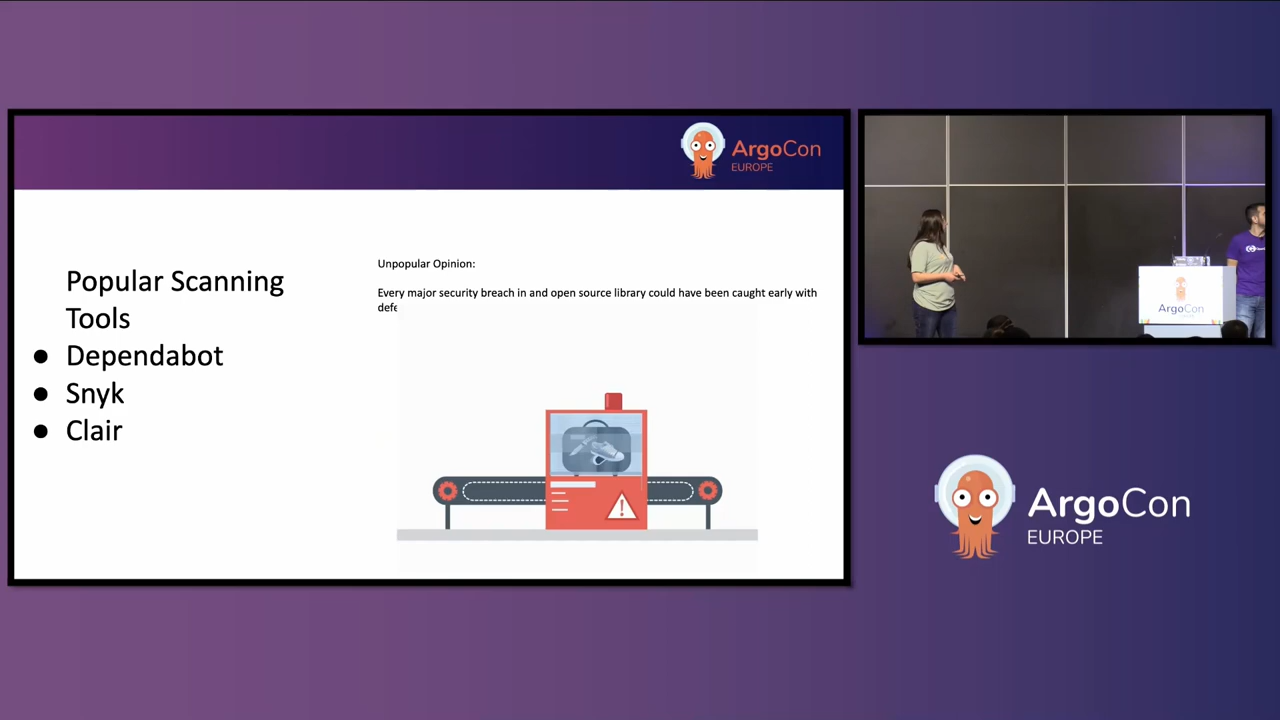 ArgoCon
EUROPE
Popular Scanning
Tools
● Dependabot
● Snyk
● Clair
Unpopular Opinion:
Every major security breach in and open source library could have been caught early with
ArgoCon
EUROPE
ArgoCon